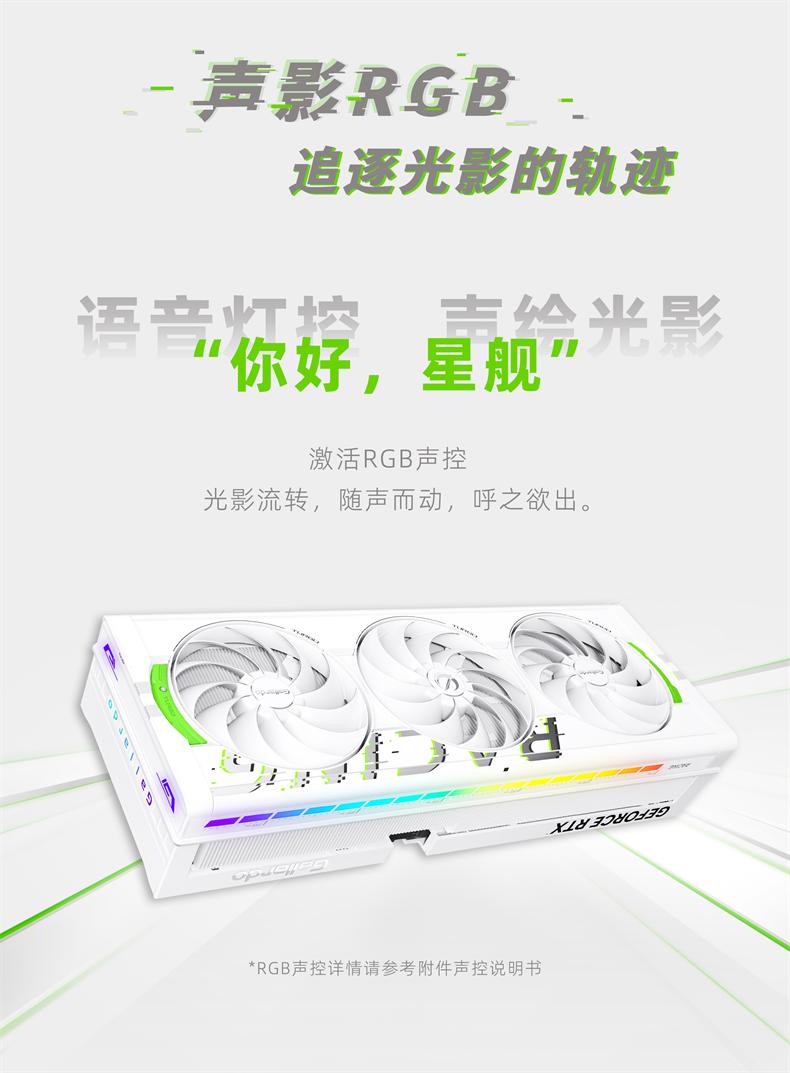 声影RGB
追逐光影的轨迹
语音灯控 声绘光影
“你好，星舰”
激活RGB声控
光影流转，随声而动，呼之欲出。
Gallardo
RACING
GEFORCE RTX
Gallardo
*RGB声控详情请参考附件声控说明书